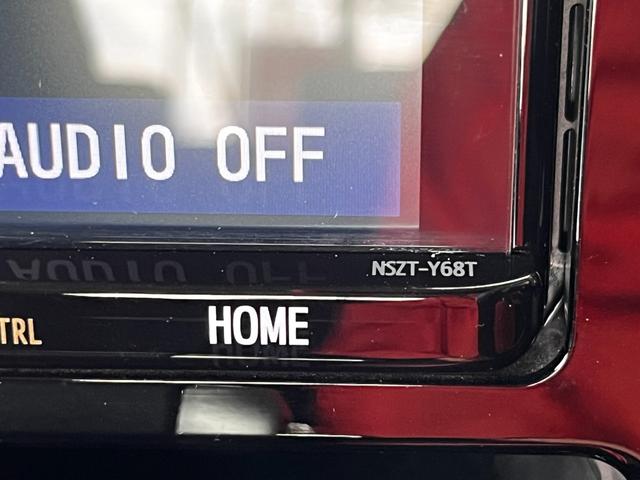 AUDIO OFF
NSZT-Y68T
TRL
HOME